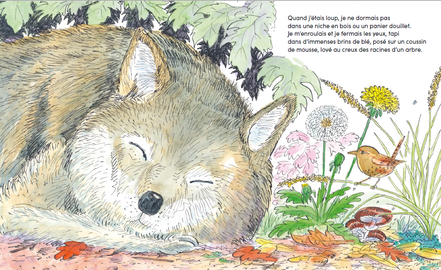 Quand j'étais loup, je ne dormais pas
dans une niche en bois ou un panier douillet.
Je m'enroulais et je fermais les yeux, tapi
dans d'immenses brins de blé, posé sur un coussin
de mousse, lové au creux des racines d'un arbre.